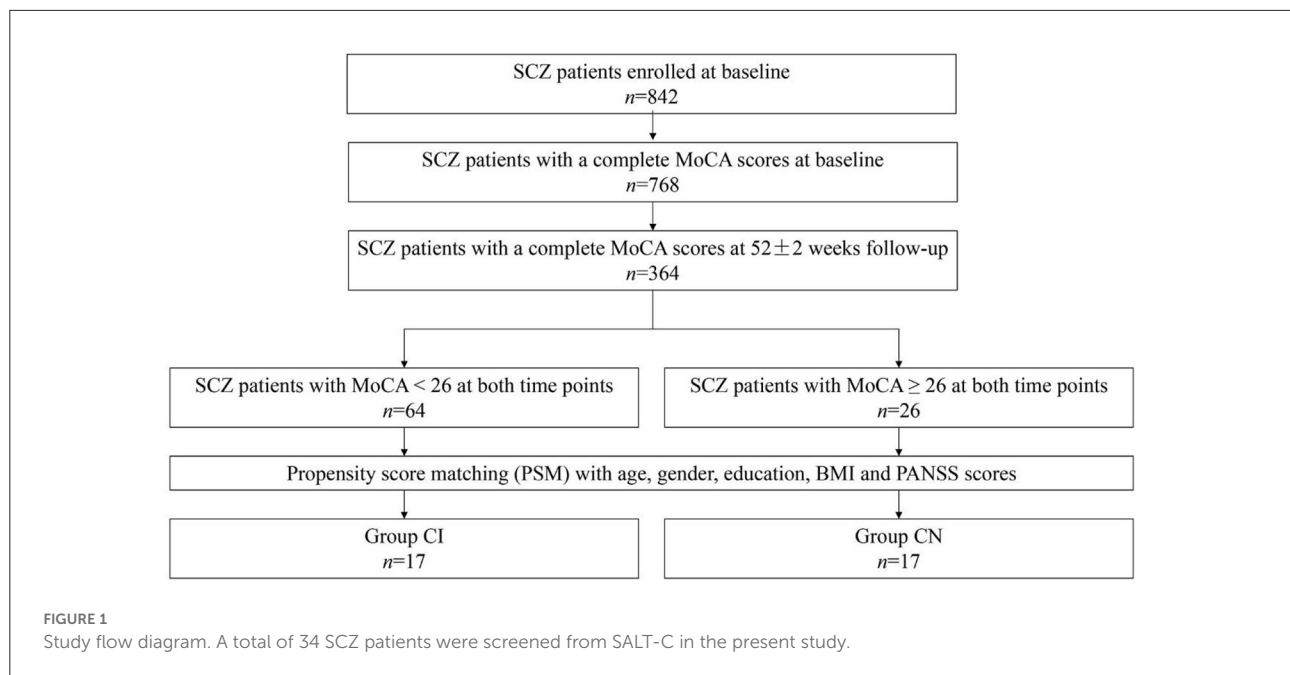 SCZ patients enrolled at baseline
n=842
SCZ patients with a complete MoCA scores at baseline
n=768
SCZ patients with a complete MoCA scores at 52±2 weeks follow-up
n=364
SCZ patients with MoCA < 26 at both time points
n=64
SCZ patients with MoCA ≥ 26 at both time points
n=26
Propensity score matching (PSM) with age, gender, education, BMI and PANSS scores
Group CI
n=17
Group CN
n=17
FIGURE 1
Study flow diagram. A total of 34 SCZ patients were screened from SALT-C in the present study.